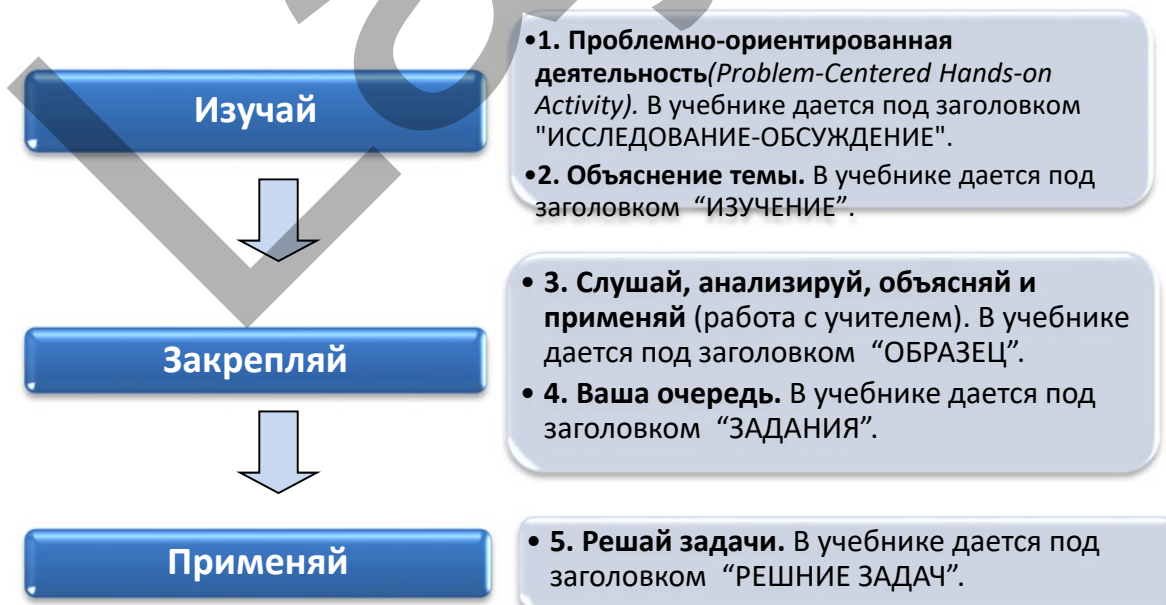 Изучай
•1. Проблемно-ориентированная
деятельность(Problem-Centered Hands-on
Activity). В учебнике дается под заголовком
"ИССЛЕДОВАНИЕ-ОБСУЖДЕНИЕ".
•2. Объяснение темы. В учебнике дается под
заголовком “ИЗУЧЕНИЕ”.
Закрепляй
• 3. Слушай, анализируй, объясняй и
применяй (работа с учителем). В учебнике
дается под заголовком “ОБРАЗЕЦ”.
• 4. Ваша очередь. В учебнике дается под
заголовком “ЗАДАНИЯ”.
Применяй
• 5. Решай задачи. В учебнике дается под
заголовком “РЕШНИЕ ЗАДАЧ”.